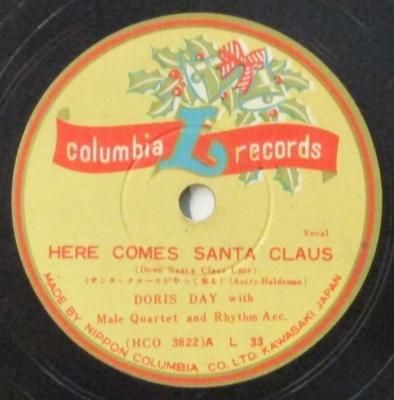 columbia L records
Vocal
HERE COMES SANTA CLAUS
(Down Santa Claus Lane)
(サンタ・クロースがやって来る) (Autry-Haldeman)
DORIS DAY with
Male Quartet and Rhythm Acc.
(HCO 3822)A L 33
MADE BY NIPPON COLUMBIA CO. LTD. KAWASAKI JAPAN